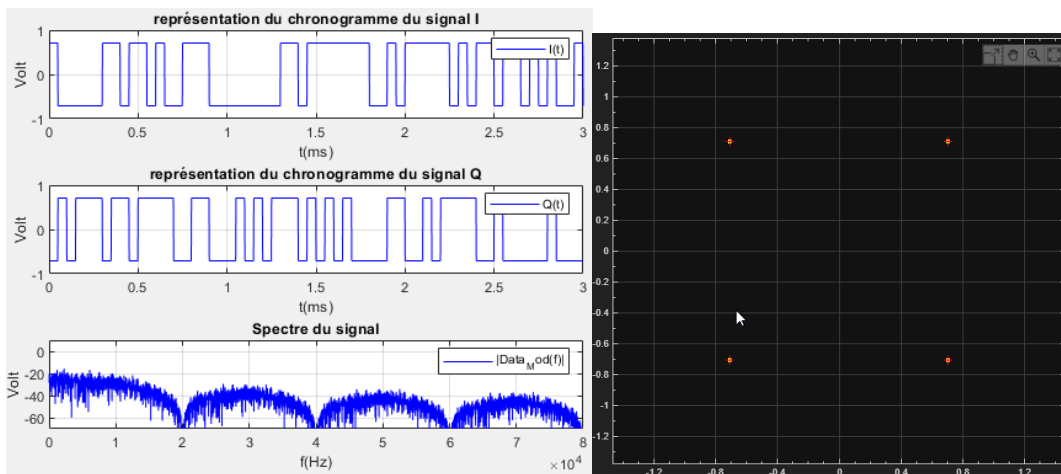 représentation du chronogramme du signal I
1
0
-1
Volt
I(t)
0 0.5 1 1.5 2 2.5 3
t(ms)
représentation du chronogramme du signal Q
1
0
-1
Volt
Q(t)
0 0.5 1 1.5 2 2.5 3
t(ms)
Spectre du signal
0
-20
-40
-60
Volt
|Data_Mod(f)|
0 1 2 3 4 5 6 7 8
×10^4
f(Hz)
1.2
1
0.8
0.6
0.4
0.2
0
-0.2
-0.4
-0.6
-0.8
-1
-1.2
-1.2 -0.8 -0.4 0 0.4 0.8 1.2